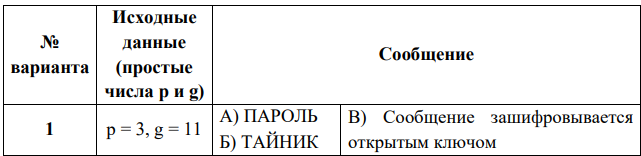 №
варианта
Исходные
данные
(простые
числа p и g)
Сообщение
1
p = 3, g = 11
А) ПАРОЛЬ
Б) ТАЙНИК
В) Сообщение зашифровывается
открытым ключом